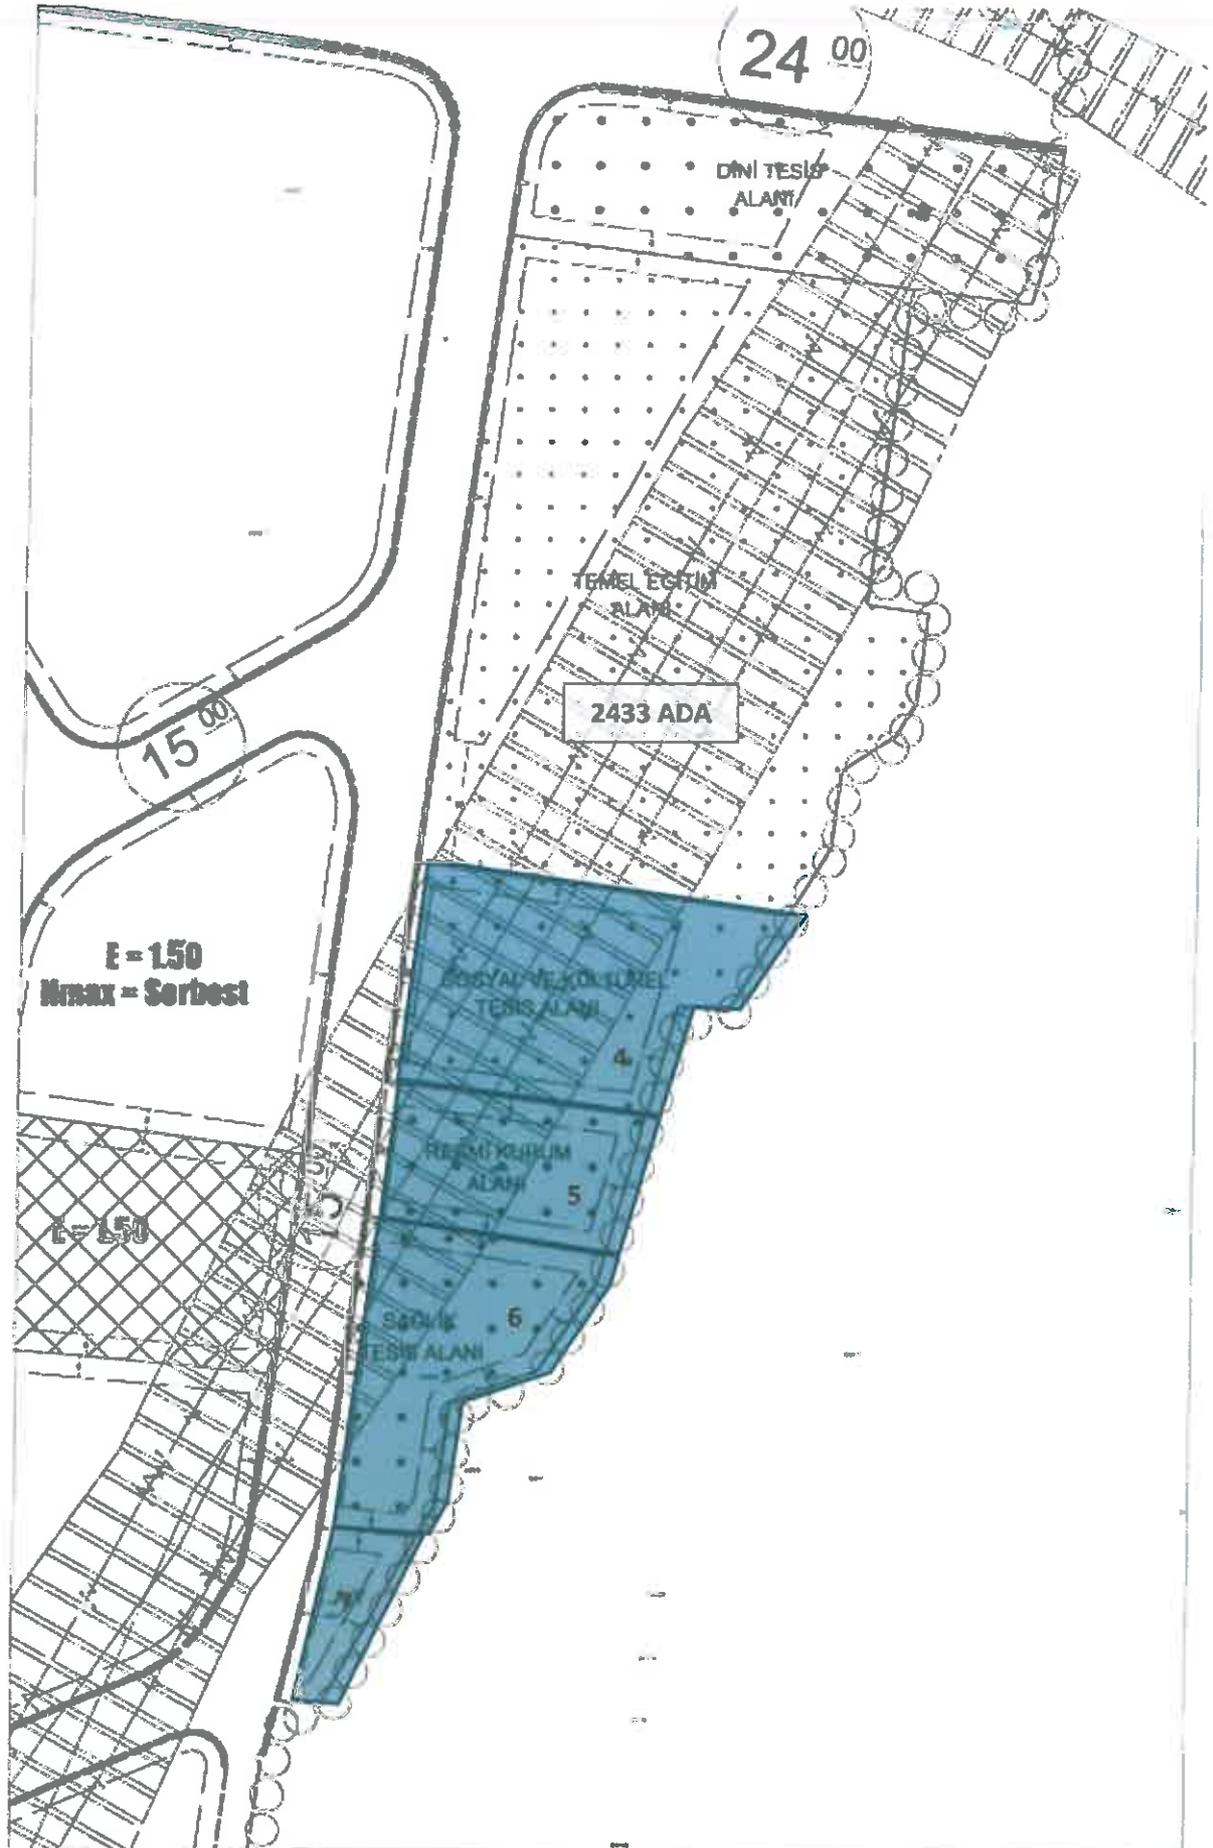 24 00
DİNİ TESİS
ALANI
TEMEL EĞİTİM
ALANI
2433 ADA
15 00
E = 1.50
Hmax = Serbest
SOSYAL VE KÜLTÜREL
TESİS ALANI
4
RESMİ KURUM
ALANI
5
E = 1.50
6
SAĞLIK
TESİS ALANI